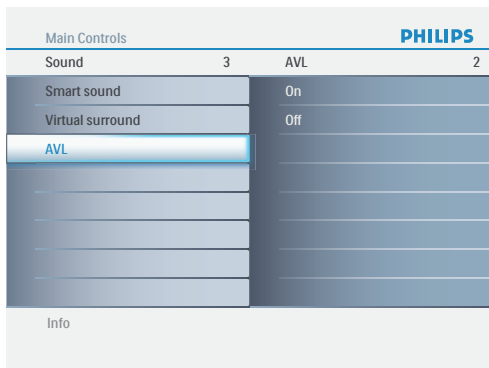 Main Controls
PHILIPS
Sound 3 AVL 2
Smart sound On
Virtual surround Off
AVL
Info